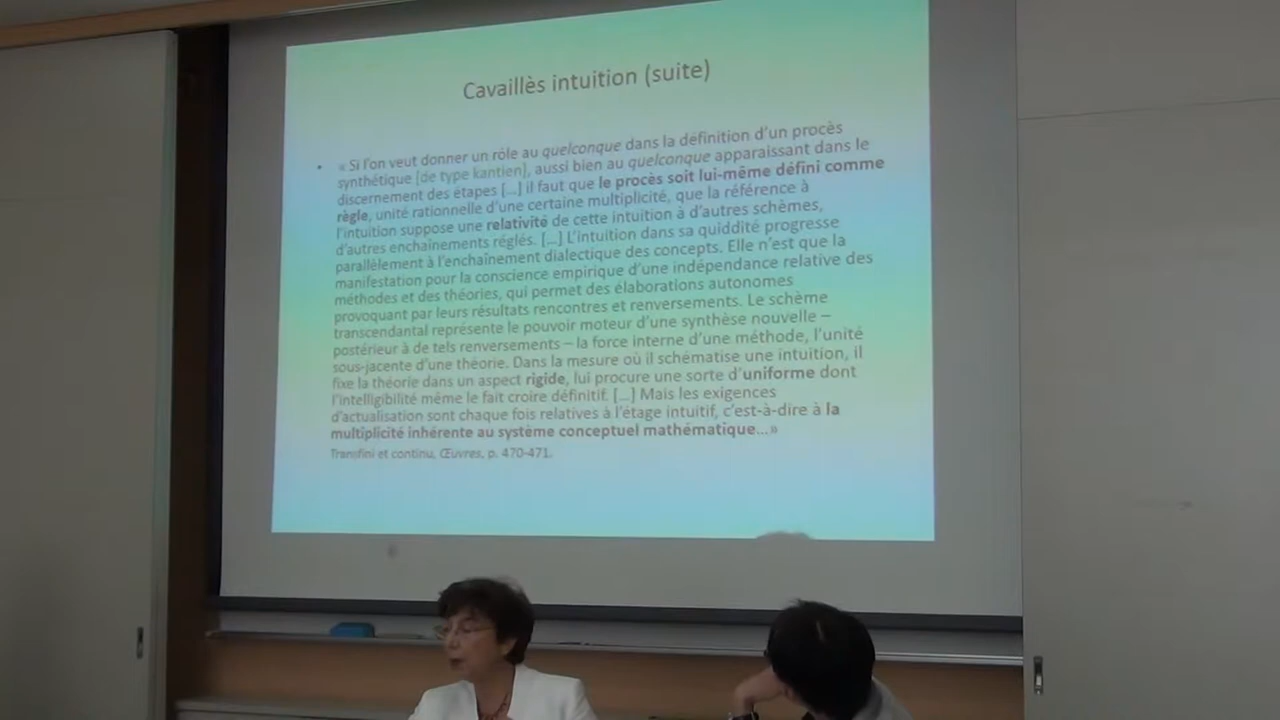 Cavaillès intuition (suite)
• « Si l'on veut donner un rôle au quelconque dans la définition d'un procès
synthétique [de type kantien], aussi bien au quelconque apparaissant dans le
discernement des étapes [...] il faut que le procès soit lui-même défini comme
règle, unité rationnelle d'une certaine multiplicité, que la référence à
l'intuition suppose une relativité de cette intuition à d'autres schèmes,
d'autres enchaînements réglés. [...] L'intuition dans sa quiddité progresse
parallèlement à l'enchaînement dialectique des concepts. Elle n'est que la
manifestation pour la conscience empirique d'une indépendance relative des
méthodes et des théories, qui permet des élaborations autonomes
provoquant par leurs résultats rencontres et renversements. Le schème
transcendantal représente le pouvoir moteur d'une synthèse nouvelle –
postérieur à de tels renversements – la force interne d'une méthode, l'unité
sous-jacente d'une théorie. Dans la mesure où il schématise une intuition, il
fixe la théorie dans un aspect rigide, lui procure une sorte d'uniforme dont
l'intelligibilité même le fait croire définitif. [...] Mais les exigences
d'actualisation sont chaque fois relatives à l'étage intuitif, c'est-à-dire à la
multiplicité inhérente au système conceptuel mathématique...»
Transfini et continu, Œuvres, p. 470-471.